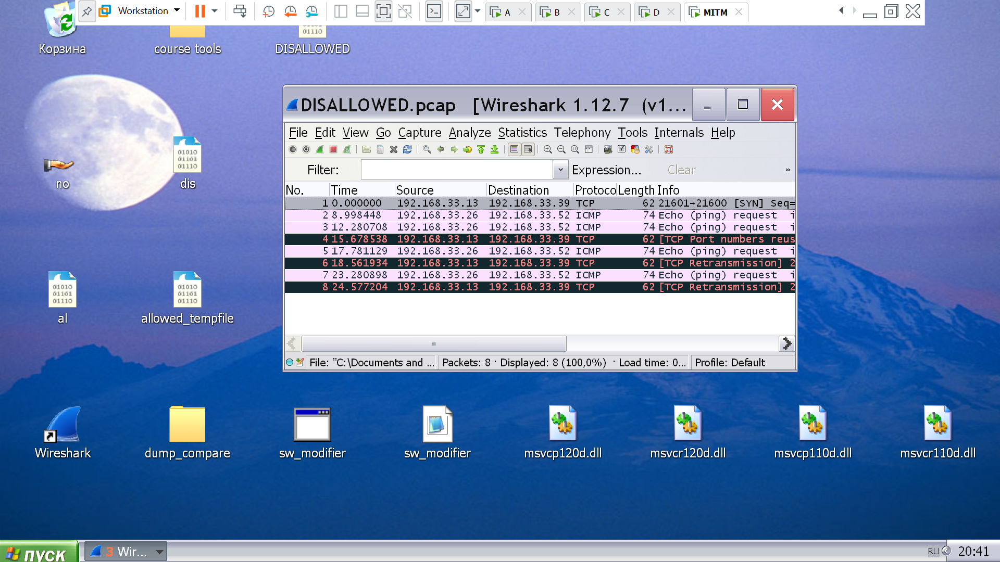 Workstation
A
B
C
D
MITM
Корзина
course tools
01110
DISALLOWED
DISALLOWED.pcap [Wireshark 1.12.7 (v1...
File Edit View Go Capture Analyze Statistics Telephony Tools Internals Help
Filter: Expression... Clear »
No. Time Source Destination Protoco Length Info
1 0.000000 192.168.33.13 192.168.33.39 TCP 62 21601→21600 [SYN] Seq=
2 8.998448 192.168.33.26 192.168.33.52 ICMP 74 Echo (ping) request i
3 12.280708 192.168.33.26 192.168.33.52 ICMP 74 Echo (ping) request i
4 15.678538 192.168.33.13 192.168.33.39 TCP 62 [TCP Port numbers reus
5 17.781129 192.168.33.26 192.168.33.52 ICMP 74 Echo (ping) request i
6 18.561934 192.168.33.13 192.168.33.39 TCP 62 [TCP Retransmission] 2
7 23.280898 192.168.33.26 192.168.33.52 ICMP 74 Echo (ping) request i
8 24.577204 192.168.33.13 192.168.33.39 TCP 62 [TCP Retransmission] 2
File: "C:\Documents and ... Packets: 8 · Displayed: 8 (100,0%) · Load time: 0... Profile: Default
no
01010
01101
01110
dis
01010
01101
01110
al
01010
01101
01110
allowed_tempfile
Wireshark
dump_compare
sw_modifier
sw_modifier
msvcp120d.dll
msvcr120d.dll
msvcp110d.dll
msvcr110d.dll
пуск
3 Wir...
RU
20:41